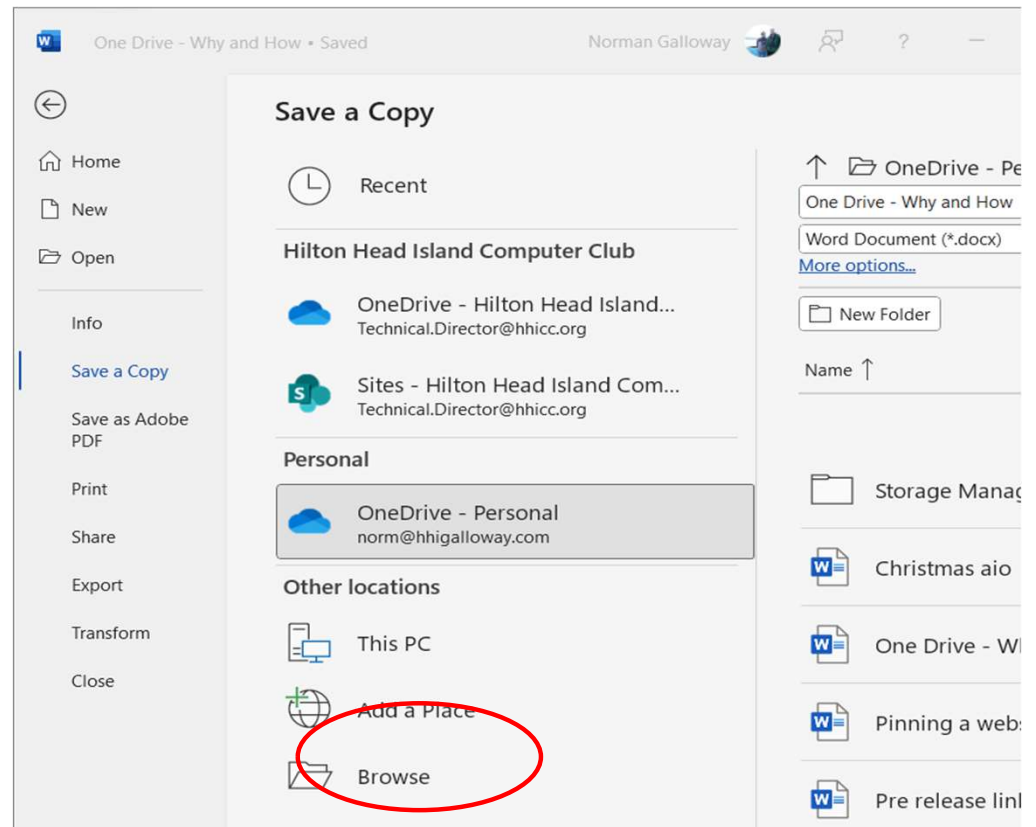 One Drive - Why and How • Saved
Norman Galloway
?
Save a Copy
Home
New
Open
Info
Save a Copy
Save as Adobe
PDF
Print
Share
Export
Transform
Close
Recent
Hilton Head Island Computer Club
OneDrive - Hilton Head Island...
Technical.Director@hhicc.org
Sites - Hilton Head Island Com...
Technical.Director@hhicc.org
Personal
OneDrive - Personal
norm@hhigalloway.com
Other locations
This PC
Add a Place
Browse
↑ OneDrive - Pe
One Drive - Why and How
Word Document (*.docx)
More options...
New Folder
Name ↑
Storage Manag
Christmas aio
One Drive - W
Pinning a web
Pre release lin